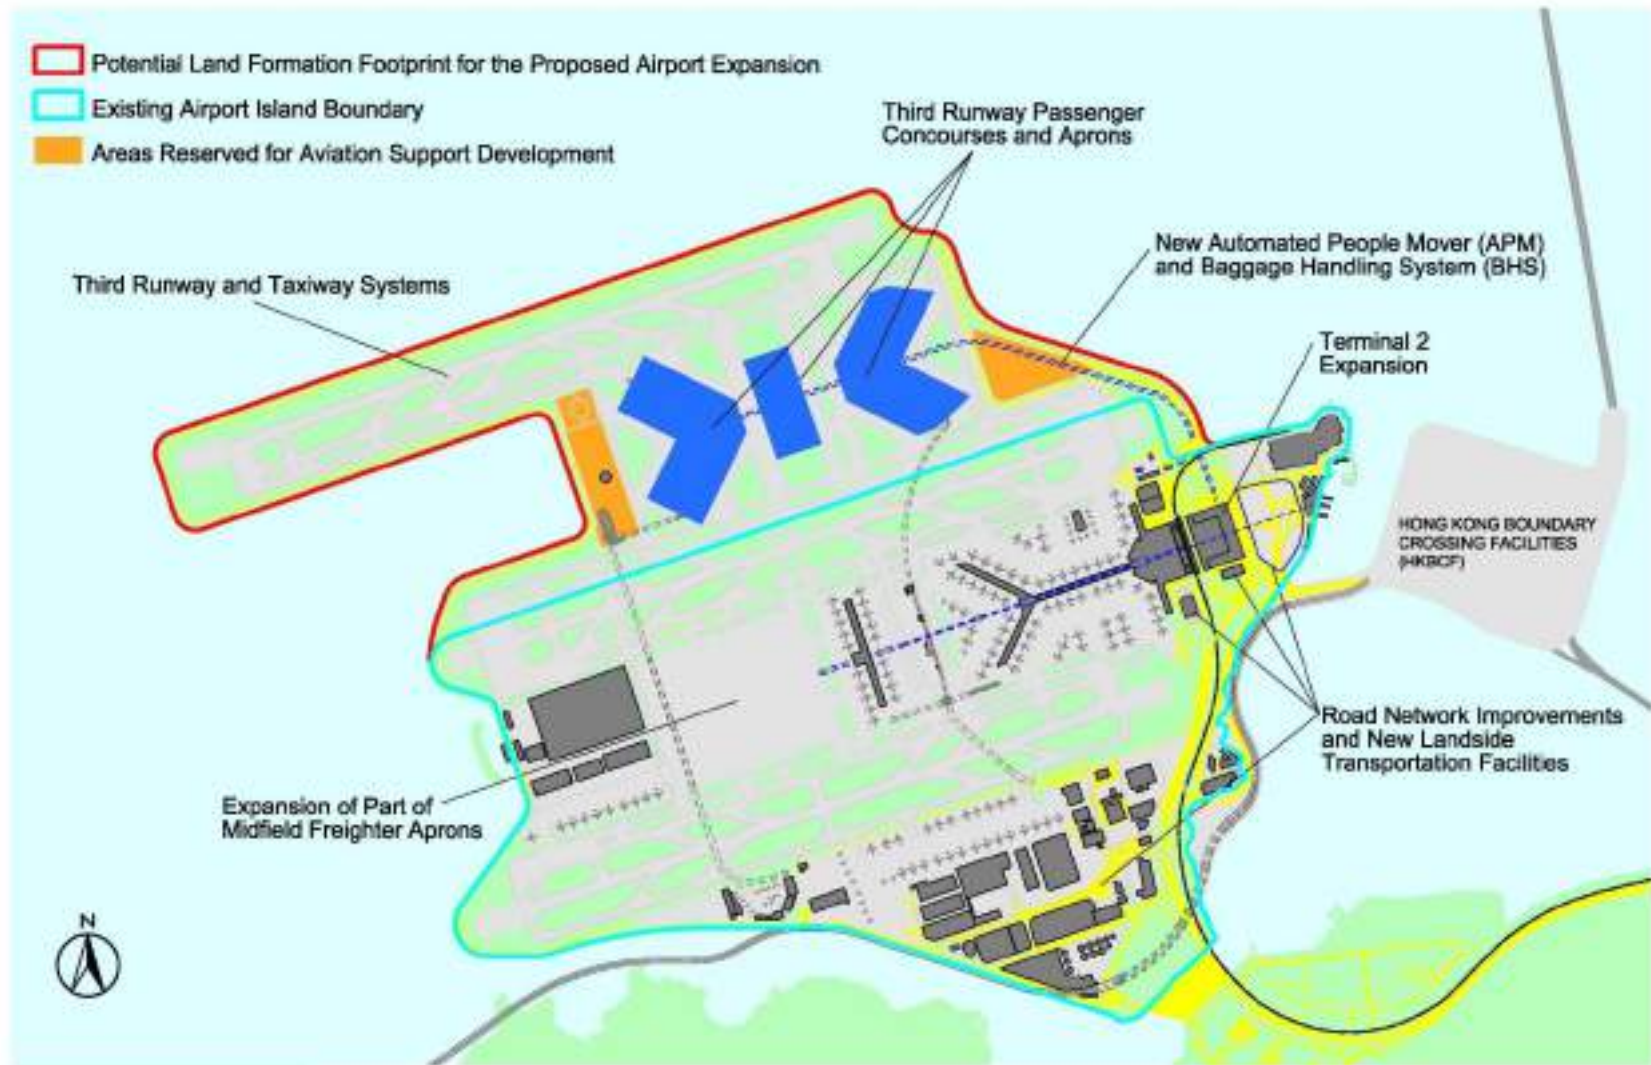 Potential Land Formation Footprint for the Proposed Airport Expansion
Existing Airport Island Boundary
Areas Reserved for Aviation Support Development
Third Runway Passenger
Concourses and Aprons
New Automated People Mover (APM)
and Baggage Handling System (BHS)
Third Runway and Taxiway Systems
Terminal 2
Expansion
HONG KONG BOUNDARY
CROSSING FACILITIES
(HKBCF)
Road Network Improvements
and New Landside
Transportation Facilities
Expansion of Part of
Midfield Freighter Aprons
N